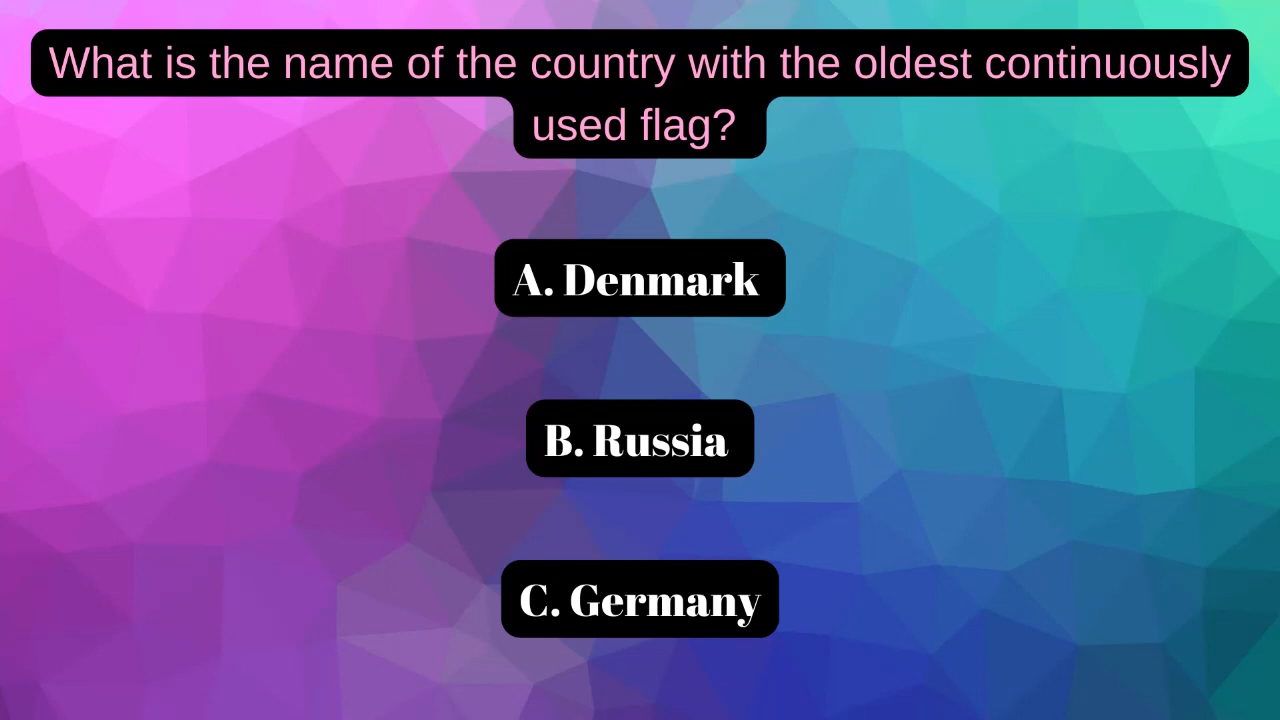 What is the name of the country with the oldest continuously
used flag?
A. Denmark
B. Russia
C. Germany